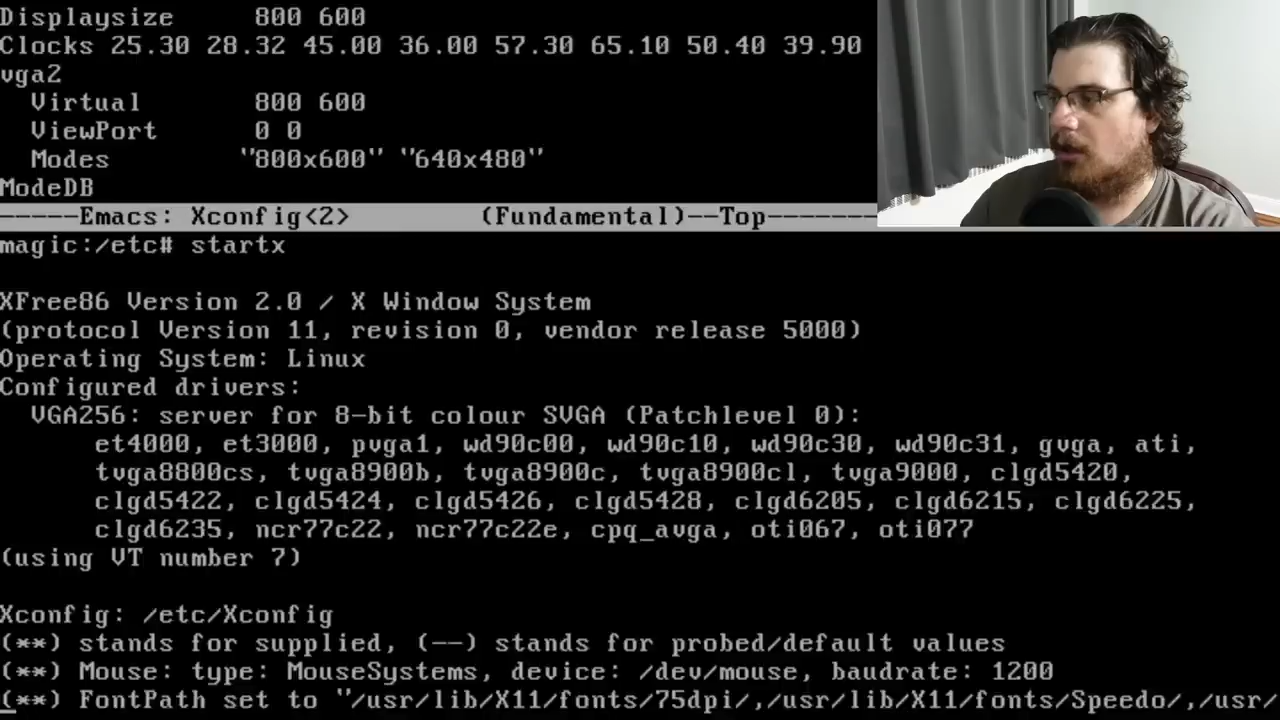 Displaysize 800 600
Clocks 25.30 28.32 45.00 36.00 57.30 65.10 50.40 39.90
vga2
Virtual 800 600
ViewPort 0 0
Modes "800x600" "640x480"
ModeDB
-----Emacs: Xconfig<2> (Fundamental)--Top-------
magic:/etc# startx
XFree86 Version 2.0 / X Window System
(protocol Version 11, revision 0, vendor release 5000)
Operating System: Linux
Configured drivers:
VGA256: server for 8-bit colour SVGA (Patchlevel 0):
et4000, et3000, pvga1, wd90c00, wd90c10, wd90c30, wd90c31, gvga, ati,
tvga8800cs, tvga8900b, tvga8900c, tvga8900cl, tvga9000, clgd5420,
clgd5422, clgd5424, clgd5426, clgd5428, clgd6205, clgd6215, clgd6225,
clgd6235, ncr77c22, ncr77c22e, cpq_avga, oti067, oti077
(using VT number 7)
Xconfig: /etc/Xconfig
(**) stands for supplied, (--) stands for probed/default values
(**) Mouse: type: MouseSystems, device: /dev/mouse, baudrate: 1200
(**) FontPath set to "/usr/lib/X11/fonts/75dpi/,/usr/lib/X11/fonts/Speedo/,/usr/